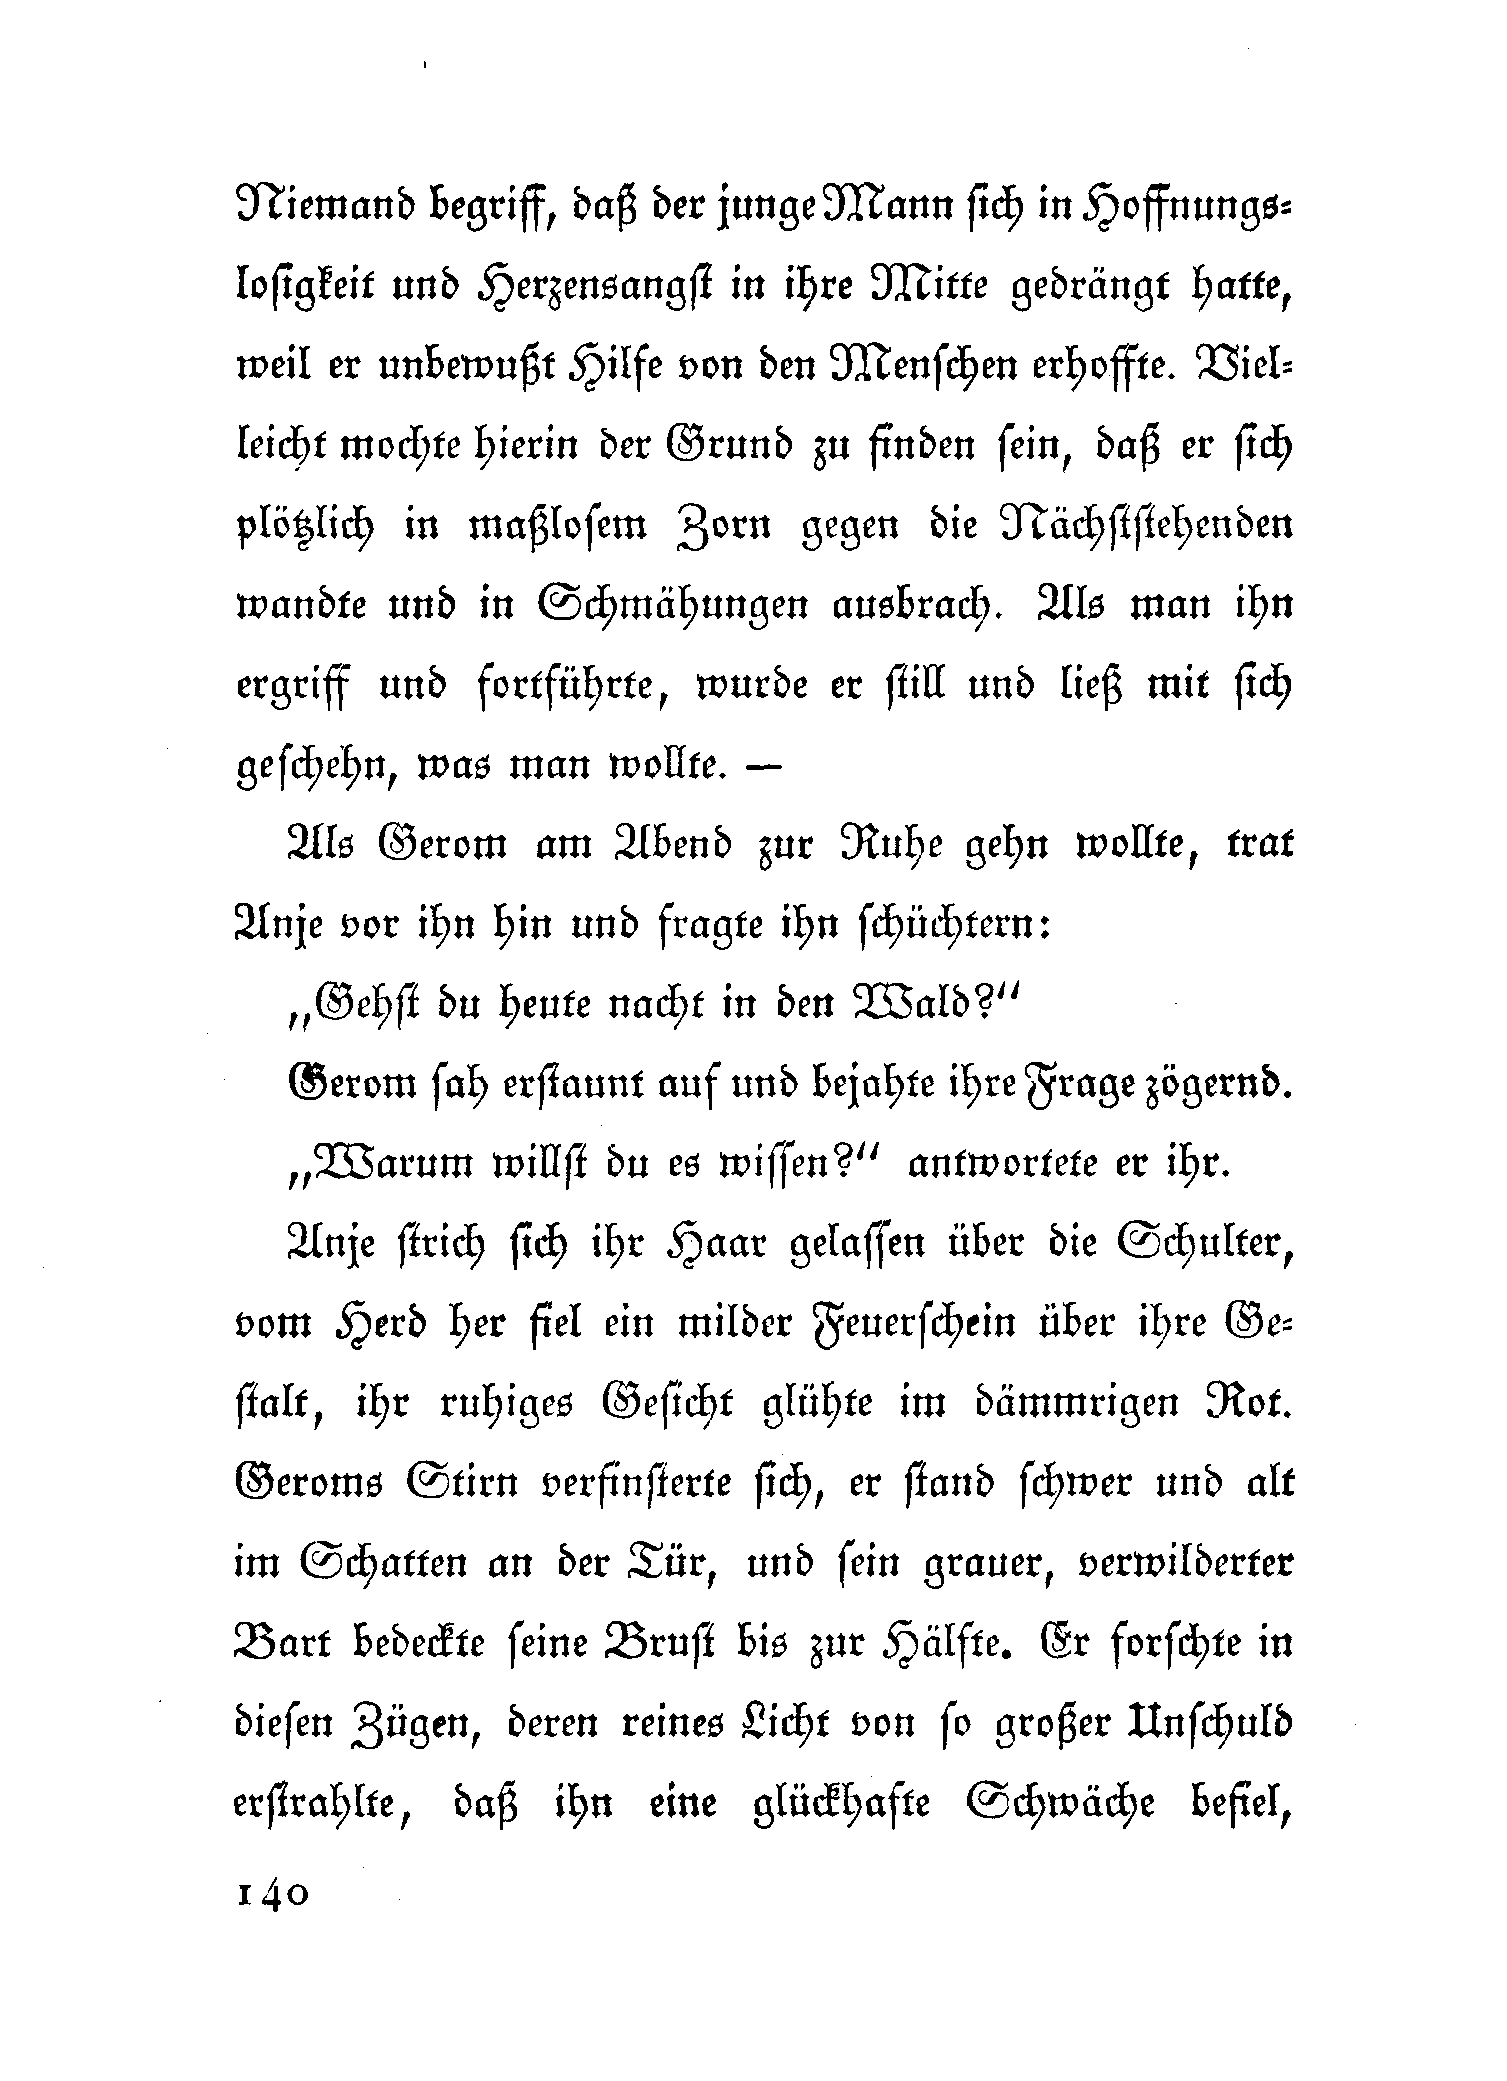 Niemand begriff, daß der junge Mann ſich in Hoffnungs⸗
loſigkeit und Herzensangſt in ihre Mitte gedrängt hatte,
weil er unbewußt Hilfe von den Menſchen erhoffte. Viel⸗
leicht mochte hierin der Grund zu finden ſein, daß er ſich
plötzlich in maßloſem Zorn gegen die Nächſtſtehenden
wandte und in Schmähungen ausbrach. Als man ihn
ergriff und fortführte, wurde er ſtill und ließ mit ſich
geſchehn, was man wollte. —
Als Gerom am Abend zur Ruhe gehn wollte, trat
Anje vor ihn hin und fragte ihn ſchüchtern:
„Gehſt du heute nacht in den Wald?“
Gerom ſah erſtaunt auf und bejahte ihre Frage zögernd.
„Warum willſt du es wiſſen?“ antwortete er ihr.
Anje ſtrich ſich ihr Haar gelaſſen über die Schulter,
vom Herd her fiel ein milder Feuerſchein über ihre Ge⸗
ſtalt, ihr ruhiges Geſicht glühte im dämmrigen Rot.
Geroms Stirn verfinſterte ſich, er ſtand ſchwer und alt
im Schatten an der Tür, und ſein grauer, verwilderter
Bart bedeckte ſeine Bruſt bis zur Hälfte. Er forſchte in
dieſen Zügen, deren reines Licht von ſo großer Unſchuld
erſtrahlte, daß ihn eine glückhafte Schwäche befiel,
140